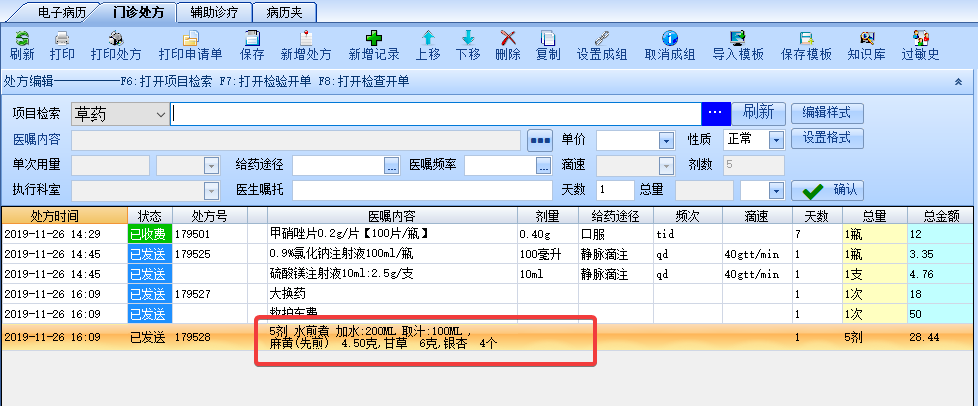 电子病历 门诊处方 辅助诊疗 病历夹
刷新 打印 打印处方 打印申请单 保存 新增处方 新增记录 上移 下移 删除 复制 设置成组 取消成组 导入模板 保存模板 知识库 过敏史
处方编辑 F6:打开项目检索 F7:打开检验开单 F8:打开检查开单
项目检索 草药 ... 刷新 编辑样式
医嘱内容 单价 性质 正常 设置格式
单次用量 给药途径 ... 医嘱频率 ... 滴速 剂数 5
执行科室 医生嘱托 天数 1 总量 确认
处方时间 状态 处方号 医嘱内容 剂量 给药途径 频次 滴速 天数 总量 总金额
2019-11-26 14:29 已收费 179501 甲硝唑片0.2g/片【100片/瓶】 0.40g 口服 tid 7 1瓶 12
2019-11-26 14:45 已发送 179525 0.9%氯化钠注射液100ml/瓶 100毫升 静脉滴注 qd 40gtt/min 1 1瓶 3.35
2019-11-26 14:45 已发送 硫酸镁注射液10ml:2.5g/支 10ml 静脉滴注 qd 40gtt/min 1 1支 4.76
2019-11-26 16:09 已发送 179527 大换药 1 1次 18
2019-11-26 16:09 已发送 救护车费 1 1次 50
2019-11-26 16:09 已发送 179528 5剂 水煎煮 加水:200ML 取汁:100ML , 1 5剂 28.44
麻黄(先煎) 4.50克,甘草 6克,银杏 4个